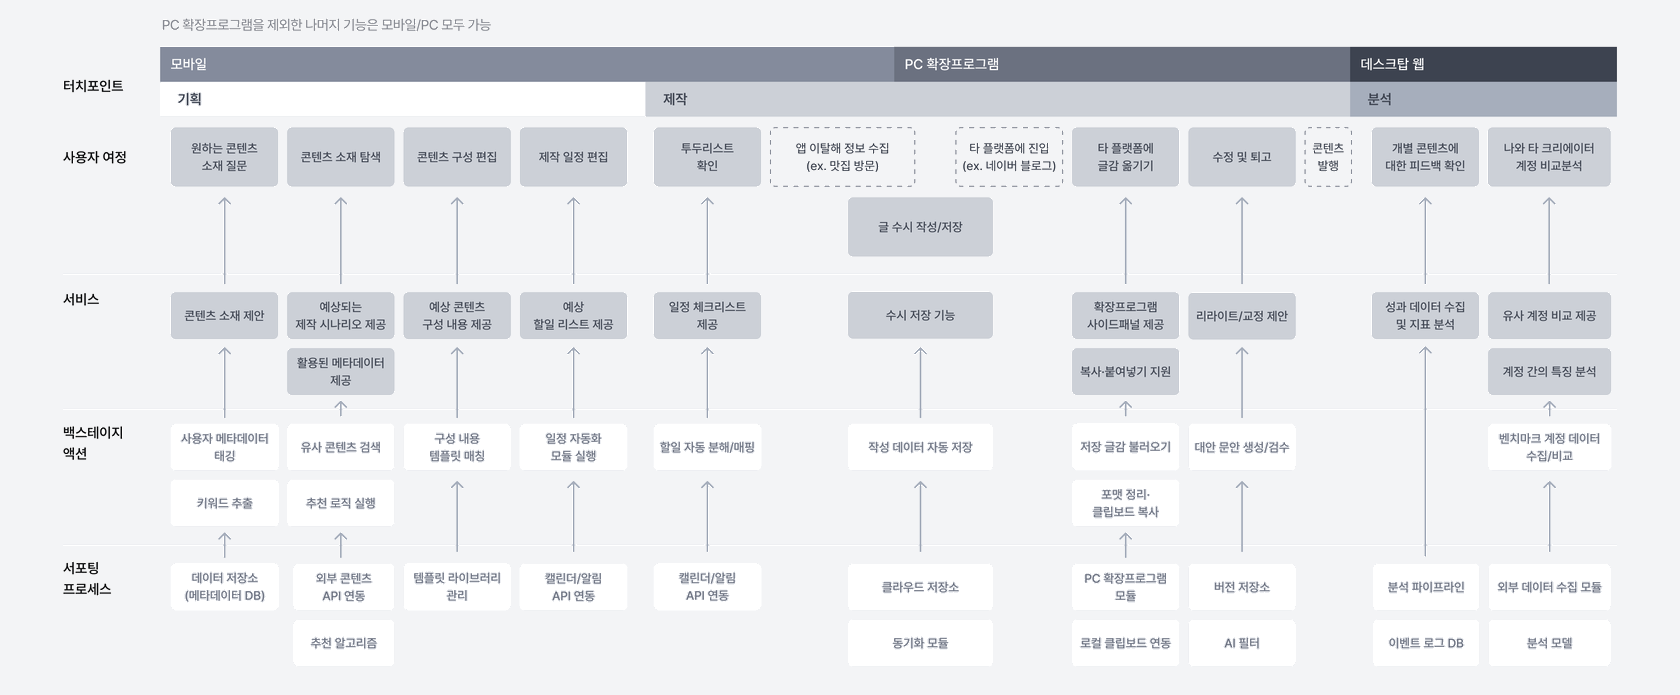 PC 확장프로그램을 제외한 나머지 기능은 모바일/PC 모두 가능
터치포인트
모바일
PC 확장프로그램
데스크탑 웹
기획
제작
분석
사용자 여정
원하는 콘텐츠
소재 질문
콘텐츠 소재 탐색
콘텐츠 구성 편집
제작 일정 편집
투두리스트
확인
앱 이탈해 정보 수집
(ex. 맛집 방문)
타 플랫폼에 진입
(ex. 네이버 블로그)
타 플랫폼에
글감 옮기기
수정 및 퇴고
콘텐츠
발행
개별 콘텐츠에
대한 피드백 확인
나와 타 크리에이터
계정 비교분석
글 수시 작성/저장
서비스
콘텐츠 소재 제안
예상되는
제작 시나리오 제공
예상 콘텐츠
구성 내용 제공
예상
할일 리스트 제공
일정 체크리스트
제공
수시 저장 기능
확장프로그램
사이드패널 제공
리라이트/교정 제안
성과 데이터 수집
및 지표 분석
유사 계정 비교 제공
활용된 메타데이터
제공
복사·붙여넣기 지원
계정 간의 특징 분석
백스테이지
액션
사용자 메타데이터
태깅
유사 콘텐츠 검색
구성 내용
템플릿 매칭
일정 자동화
모듈 실행
할일 자동 분해/매핑
작성 데이터 자동 저장
저장 글감 불러오기
대안 문안 생성/검수
벤치마크 계정 데이터
수집/비교
키워드 추출
추천 로직 실행
포맷 정리·
클립보드 복사
서포팅
프로세스
데이터 저장소
(메타데이터 DB)
외부 콘텐츠
API 연동
템플릿 라이브러리
관리
캘린더/알림
API 연동
캘린더/알림
API 연동
클라우드 저장소
PC 확장프로그램
모듈
버전 저장소
분석 파이프라인
외부 데이터 수집 모듈
추천 알고리즘
동기화 모듈
로컬 클립보드 연동
AI 필터
이벤트 로그 DB
분석 모델